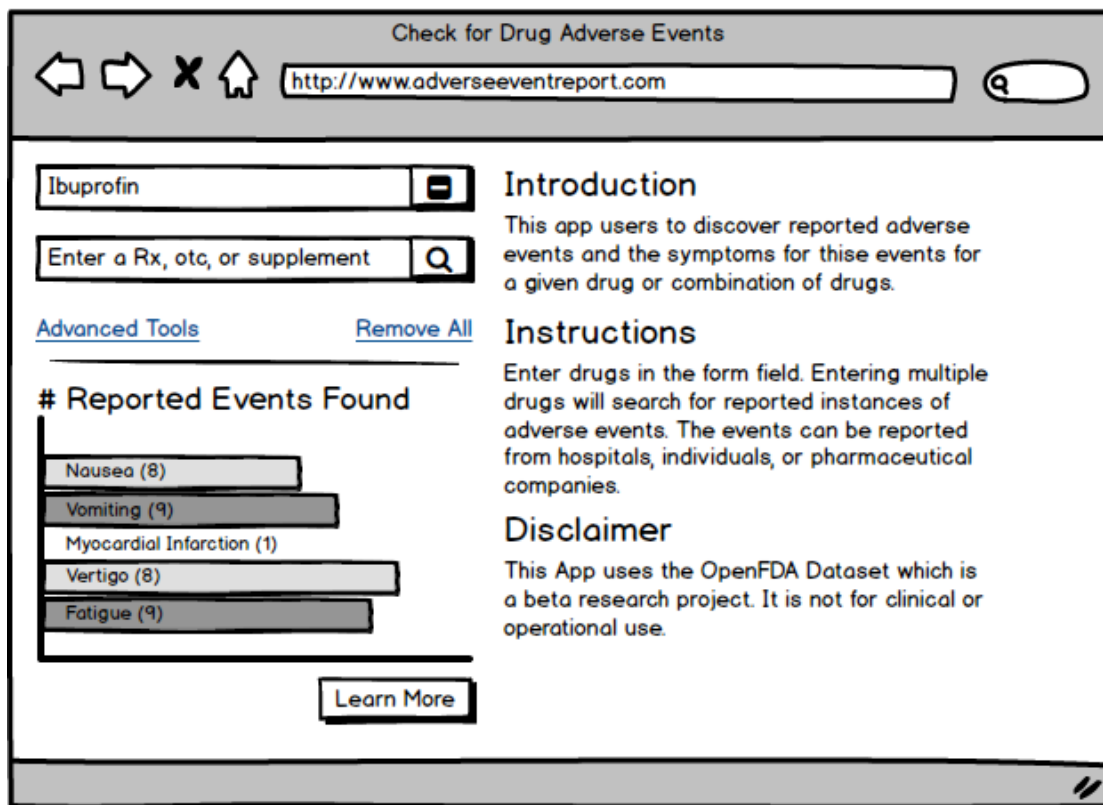 Check for Drug Adverse Events
http://www.adverseeventreport.com
Ibuprofin
Enter a Rx, otc, or supplement
Advanced Tools
Remove All
# Reported Events Found
Nausea (8)
Vomiting (9)
Myocardial Infarction (1)
Vertigo (8)
Fatigue (9)
Learn More
Introduction
This app users to discover reported adverse
events and the symptoms for thise events for
a given drug or combination of drugs.
Instructions
Enter drugs in the form field. Entering multiple
drugs will search for reported instances of
adverse events. The events can be reported
from hospitals, individuals, or pharmaceutical
companies.
Disclaimer
This App uses the OpenFDA Dataset which is
a beta research project. It is not for clinical or
operational use.